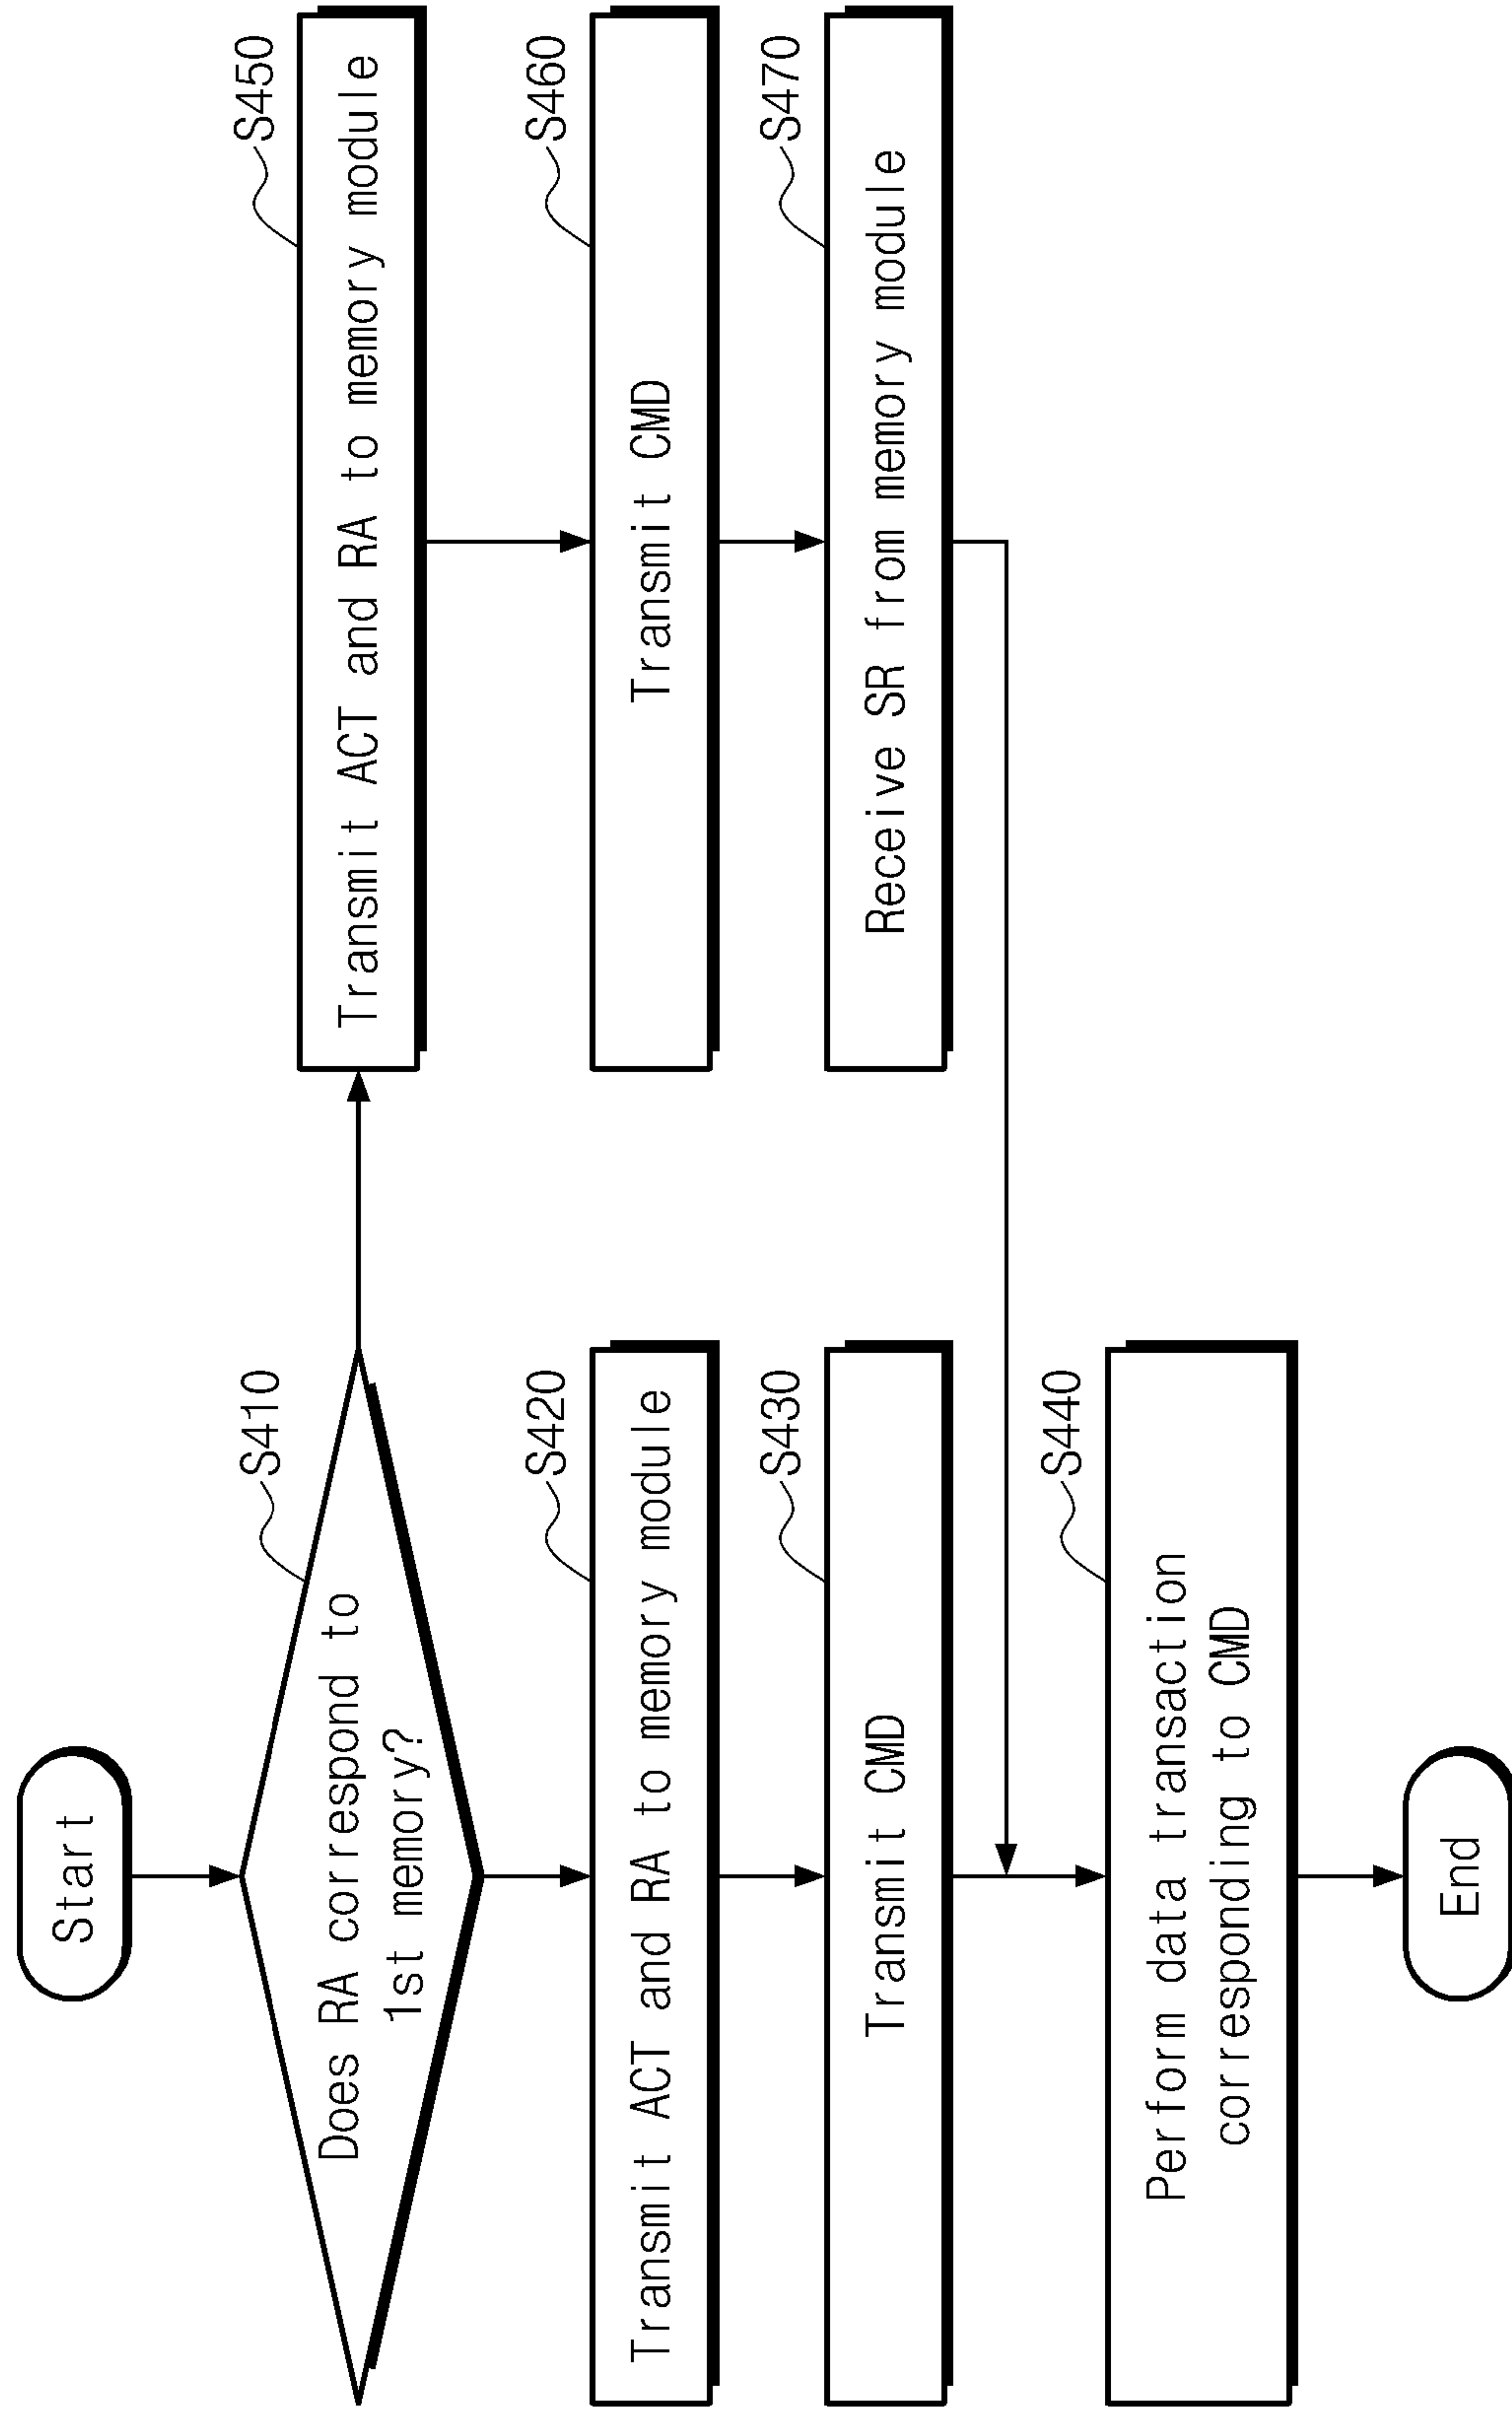 Start
S410
Does RA correspond to
1st memory?
S420
Transmit ACT and RA to memory module
S430
Transmit CMD
S440
Perform data transaction
corresponding to CMD
End
S450
Transmit ACT and RA to memory module
S460
Transmit CMD
S470
Receive SR from memory module